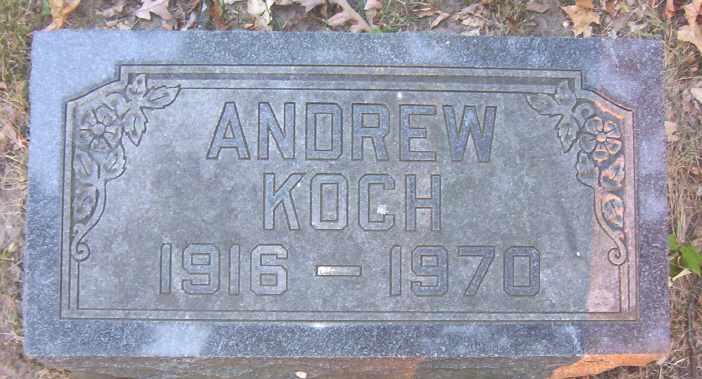 ANDREW
KOCH
1916 — 1970